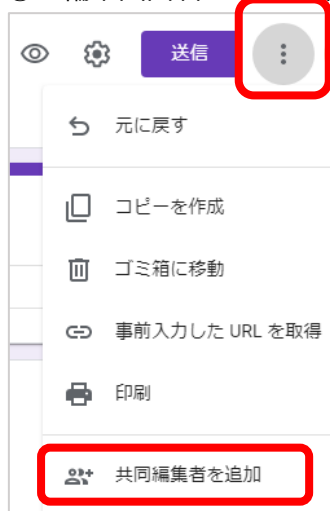 送信
元に戻す
コピーを作成
ゴミ箱に移動
事前入力した URL を取得
印刷
共同編集者を追加